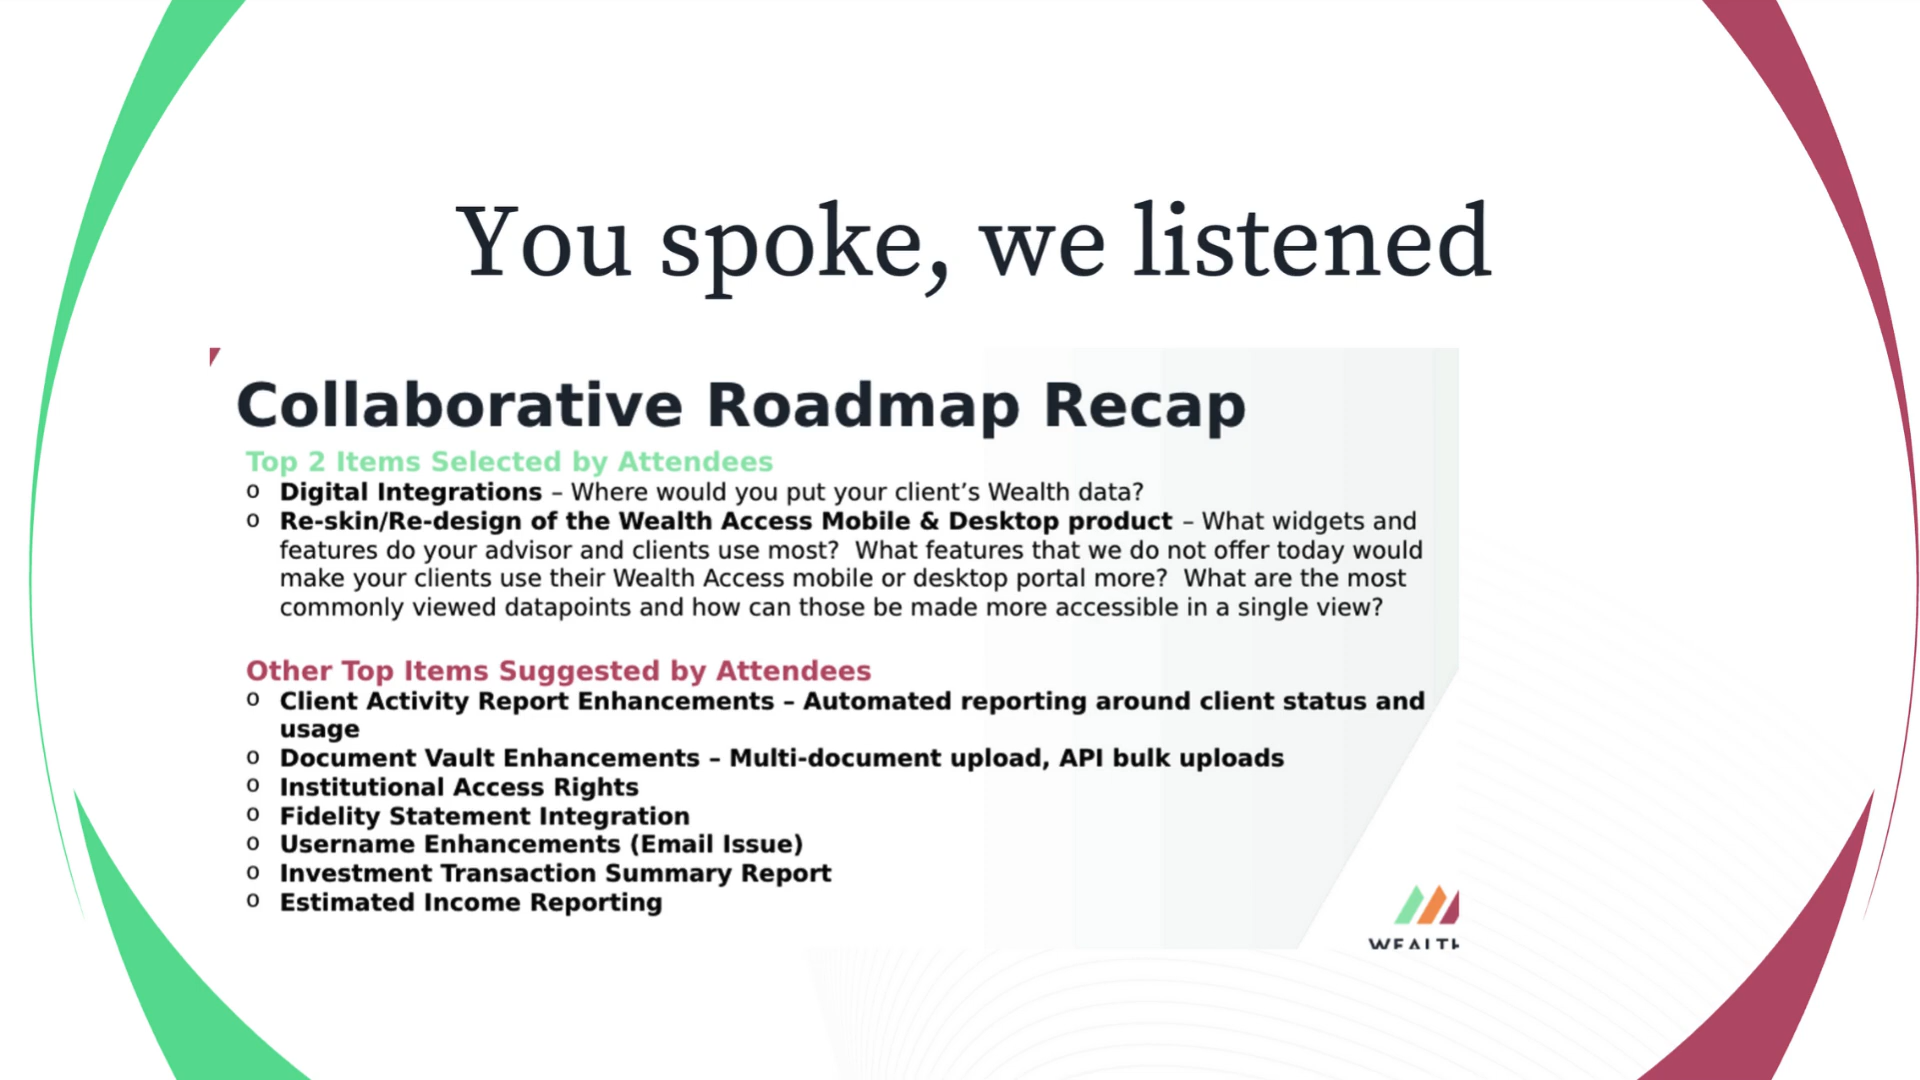 You spoke, we listened
Collaborative Roadmap Recap
Top 2 Items Selected by Attendees
o Digital Integrations – Where would you put your client’s Wealth data?
o Re-skin/Re-design of the Wealth Access Mobile & Desktop product – What widgets and
features do your advisor and clients use most?  What features that we do not offer today would
make your clients use their Wealth Access mobile or desktop portal more?  What are the most
commonly viewed datapoints and how can those be made more accessible in a single view?
Other Top Items Suggested by Attendees
o Client Activity Report Enhancements – Automated reporting around client status and
usage
o Document Vault Enhancements – Multi-document upload, API bulk uploads
o Institutional Access Rights
o Fidelity Statement Integration
o Username Enhancements (Email Issue)
o Investment Transaction Summary Report
o Estimated Income Reporting
WEALTH